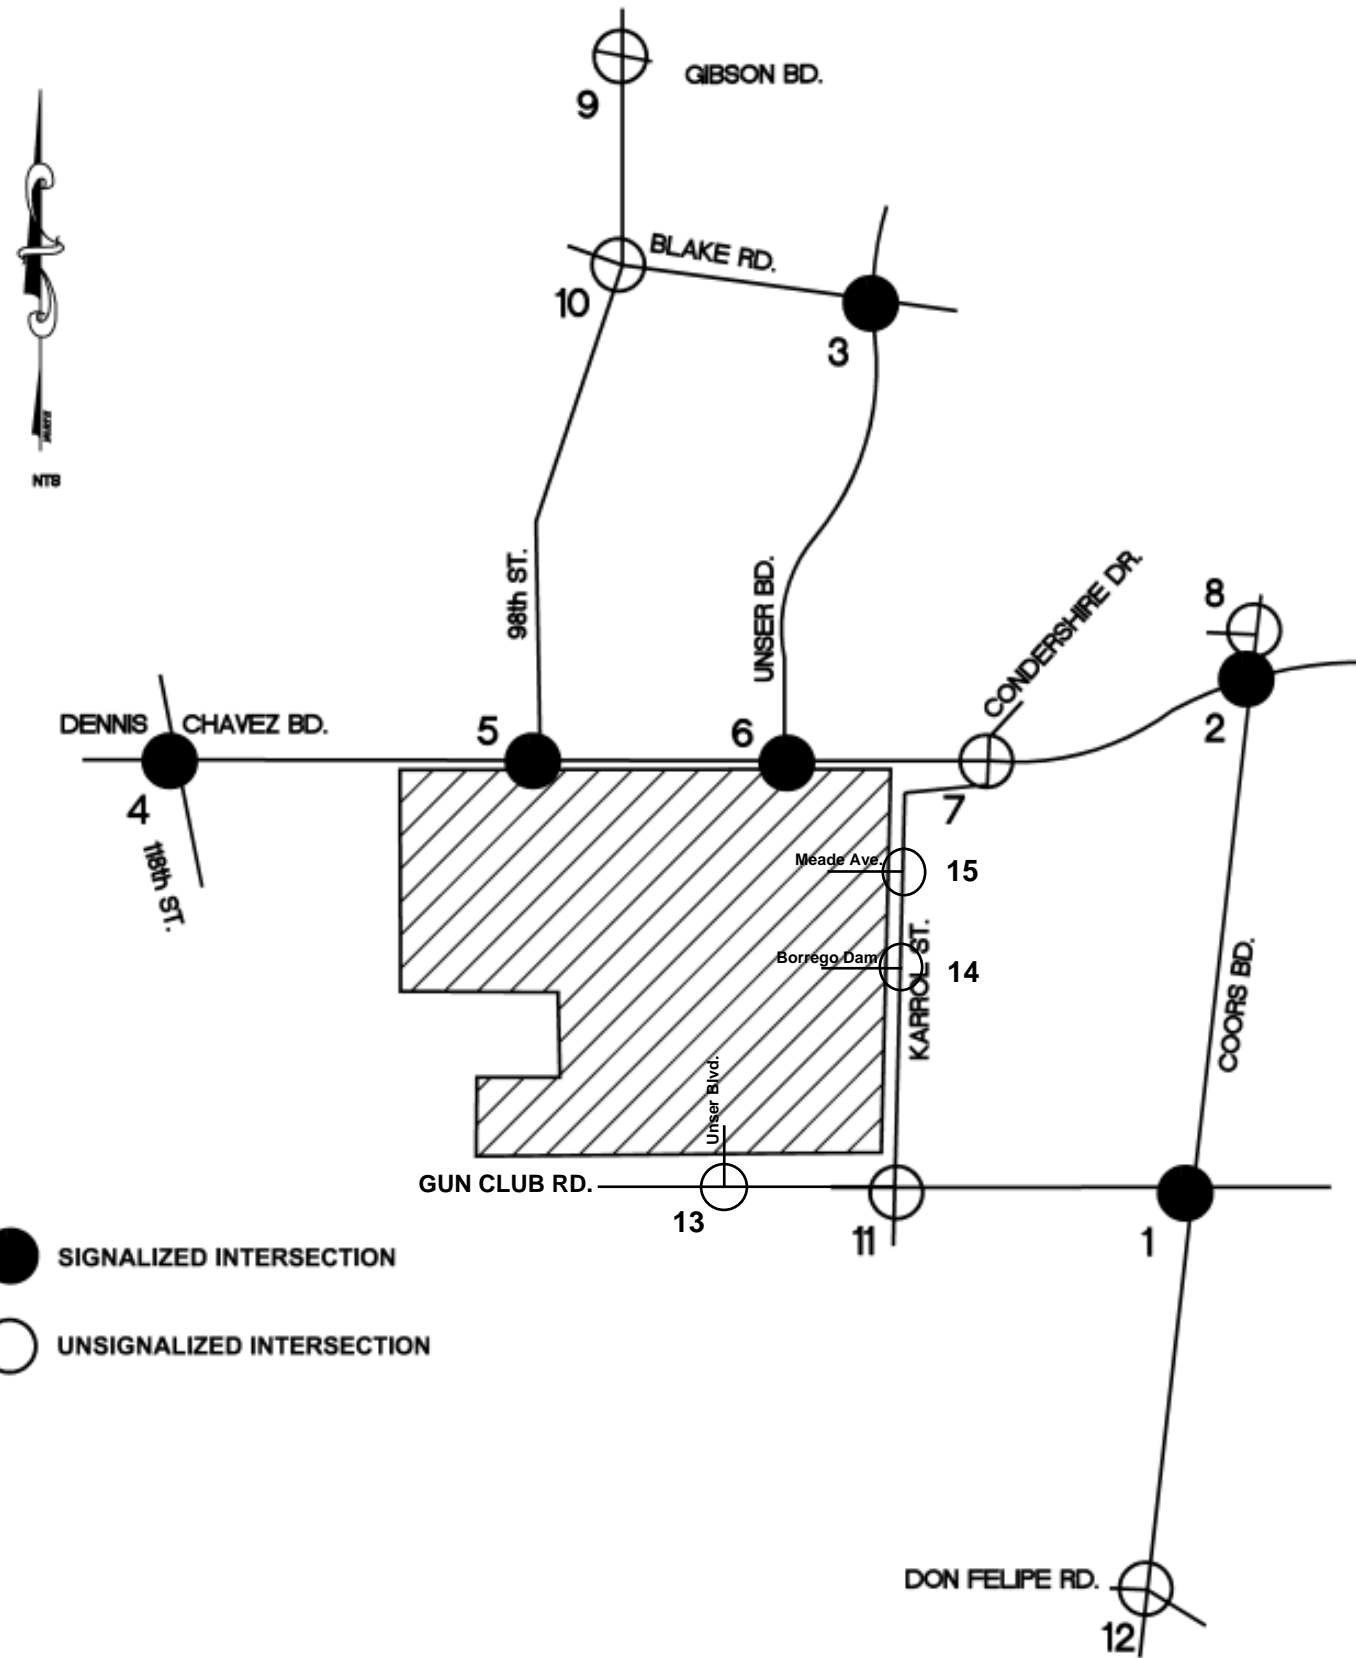 9
GIBSON BD.
BLAKE RD.
10
3
NTS
98th ST.
UNSER BD.
CONDERSHIRE DR.
8
DENNIS CHAVEZ BD.
5
6
2
4
7
118th ST.
Meade Ave.
15
Borrego Dam
14
KARROL ST.
COORS BD.
Unser Blvd.
GUN CLUB RD.
13
11
1
SIGNALIZED INTERSECTION
UNSIGNALIZED INTERSECTION
DON FELIPE RD.
12